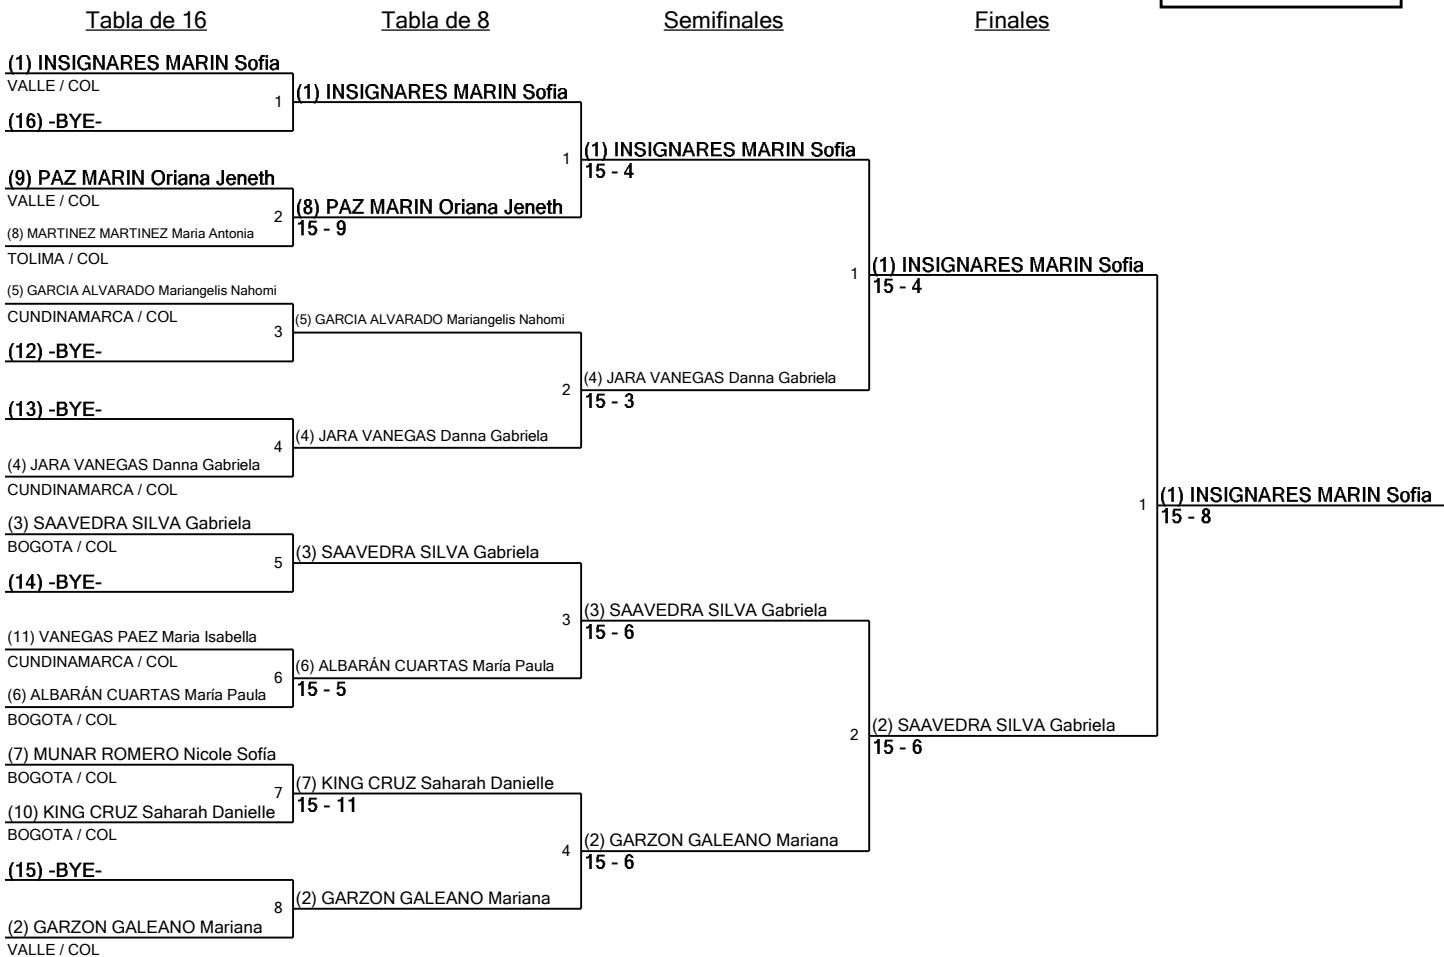 Tabla de 16
Tabla de 8
Semifinales
Finales
(1) INSIGNARES MARIN Sofia
VALLE / COL
1
(16) -BYE-
(9) PAZ MARIN Oriana Jeneth
VALLE / COL
2
(8) MARTINEZ MARTINEZ Maria Antonia
TOLIMA / COL
(5) GARCIA ALVARADO Mariangelis Nahomi
CUNDINAMARCA / COL
3
(12) -BYE-
(13) -BYE-
4
(4) JARA VANEGAS Danna Gabriela
CUNDINAMARCA / COL
(3) SAAVEDRA SILVA Gabriela
BOGOTA / COL
5
(14) -BYE-
(11) VANEGAS PAEZ Maria Isabella
CUNDINAMARCA / COL
6
(6) ALBARÁN CUARTAS María Paula
BOGOTA / COL
(7) MUNAR ROMERO Nicole Sofía
BOGOTA / COL
7
(10) KING CRUZ Saharah Danielle
BOGOTA / COL
(15) -BYE-
8
(2) GARZON GALEANO Mariana
VALLE / COL
(1) INSIGNARES MARIN Sofia
1
(8) PAZ MARIN Oriana Jeneth
15 - 9
(5) GARCIA ALVARADO Mariangelis Nahomi
2
(4) JARA VANEGAS Danna Gabriela
(3) SAAVEDRA SILVA Gabriela
3
(6) ALBARÁN CUARTAS María Paula
15 - 5
(7) KING CRUZ Saharah Danielle
15 - 11
4
(2) GARZON GALEANO Mariana
(1) INSIGNARES MARIN Sofia
15 - 4
1
(4) JARA VANEGAS Danna Gabriela
15 - 3
(3) SAAVEDRA SILVA Gabriela
15 - 6
2
(2) GARZON GALEANO Mariana
15 - 6
(1) INSIGNARES MARIN Sofia
15 - 4
1
(2) SAAVEDRA SILVA Gabriela
15 - 6
(1) INSIGNARES MARIN Sofia
15 - 8